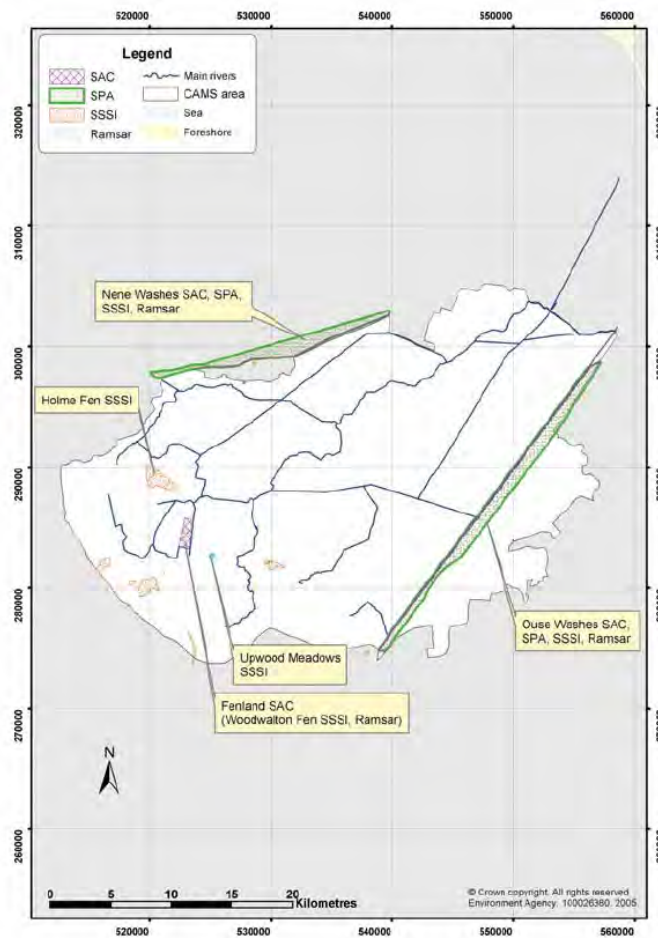 520000 530000 540000 550000 560000
Legend
SAC
SPA
SSSI
Ramsar
Main rivers
CAMS area
Sea
Foreshore
320000
310000
300000
290000
280000
270000
260000
Nene Washes SAC, SPA,
SSSI, Ramsar
Holme Fen SSSI
Ouse Washes SAC,
SPA, SSSI, Ramsar
Upwood Meadows
SSSI
Fenland SAC
(Woodwalton Fen SSSI, Ramsar)
N
0 5 10 15 20
Kilometres
© Crown copyright. All rights reserved.
Environment Agency. 100026380. 2005.
520000 530000 540000 550000 560000